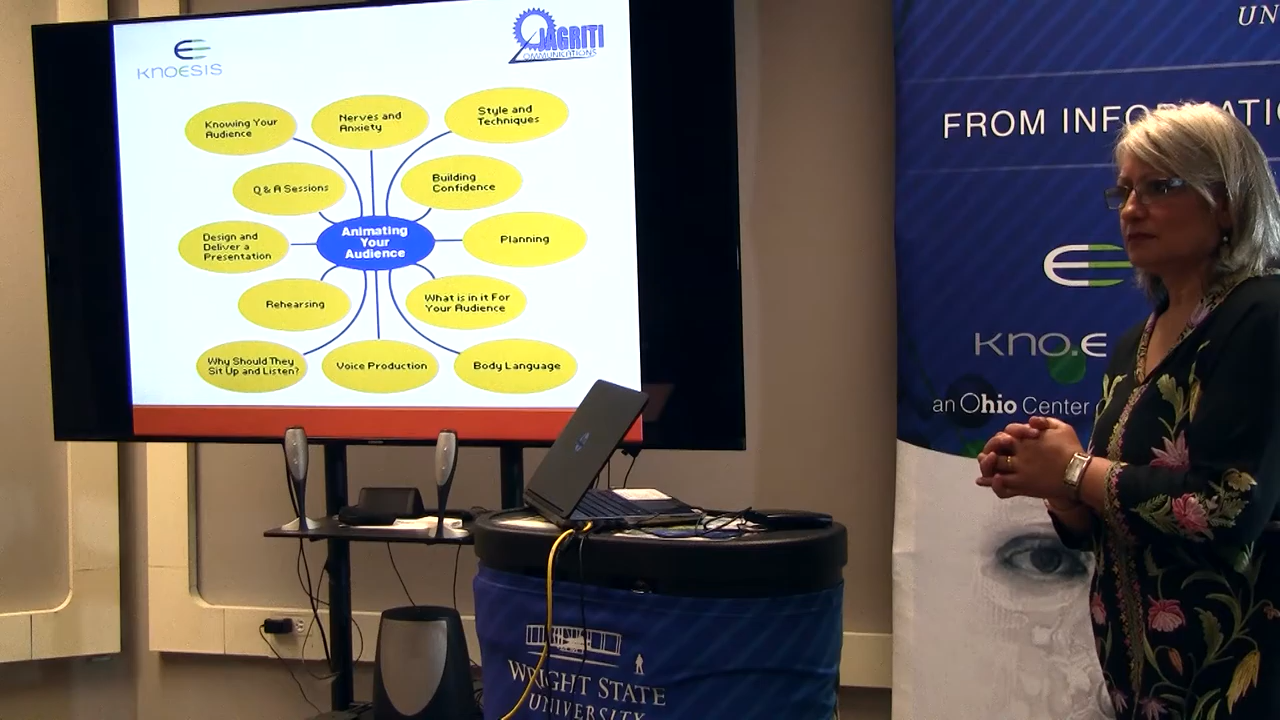 KNOESIS
JAGRITI
COMMUNICATIONS
Knowing Your
Audience
Nerves and
Anxiety
Style and
Techniques
Q & A Sessions
Building
Confidence
Design and
Deliver a
Presentation
Animating
Your
Audience
Planning
Rehearsing
What is in it For
Your Audience
Why Should They
Sit Up and Listen?
Voice Production
Body Language
WRIGHT STATE
UNIVERSITY
UN
FROM INFORMATIO
KNO.E
an Ohio Center